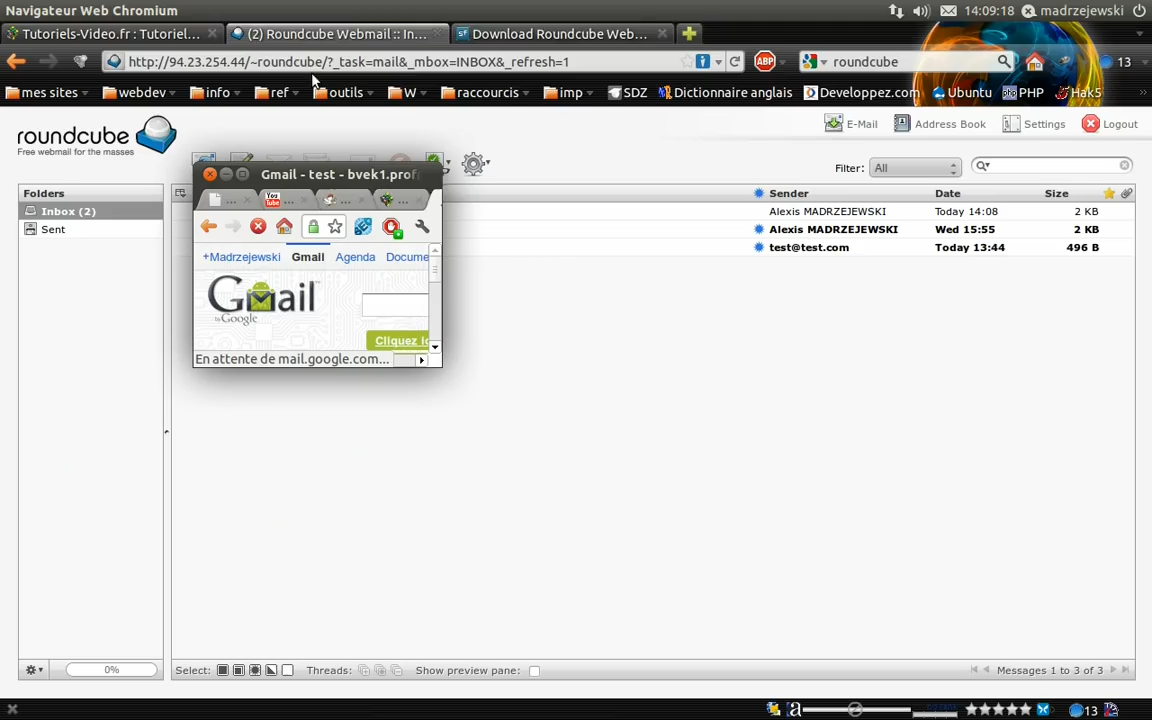 Navigateur Web Chromium
14:09:18
madrzejewski
Tutoriels-Video.fr : Tutoriel...
(2) Roundcube Webmail :: In...
Download Roundcube Web...
http://94.23.254.44/~roundcube/?_task=mail&_mbox=INBOX&_refresh=1
ABP
roundcube
13
mes sites
webdev
info
ref
outils
W
raccourcis
imp
SDZ
Dictionnaire anglais
Developpez.com
Ubuntu
PHP
Hak5
roundcube
Free webmail for the masses
E-Mail
Address Book
Settings
Logout
Filter:
All
Gmail - test - bvek1.prof
You Tube
+Madrzejewski
Gmail
Agenda
Docume
Gmail
by Google
Cliquez ic
En attente de mail.google.com...
Folders
Inbox (2)
Sent
Sender
Date
Size
Alexis MADRZEJEWSKI
Today 14:08
2 KB
Alexis MADRZEJEWSKI
Wed 15:55
2 KB
test@test.com
Today 13:44
496 B
0%
Select:
Threads:
Show preview pane:
Messages 1 to 3 of 3
a
13